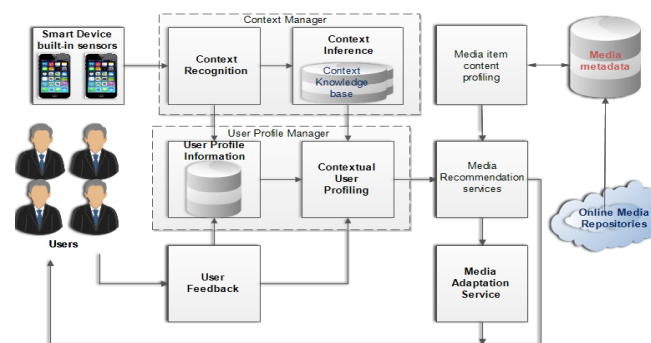 Context Manager
Smart Device
built-in sensors
Context
Recognition
Context
Inference
Context
Knowledge
base
Media item
content
profiling
Media
metadata
User Profile Manager
User Profile
Information
Contextual
User
Profiling
Media
Recommendation
services
Online Media
Repositories
Users
User
Feedback
Media
Adaptation
Service